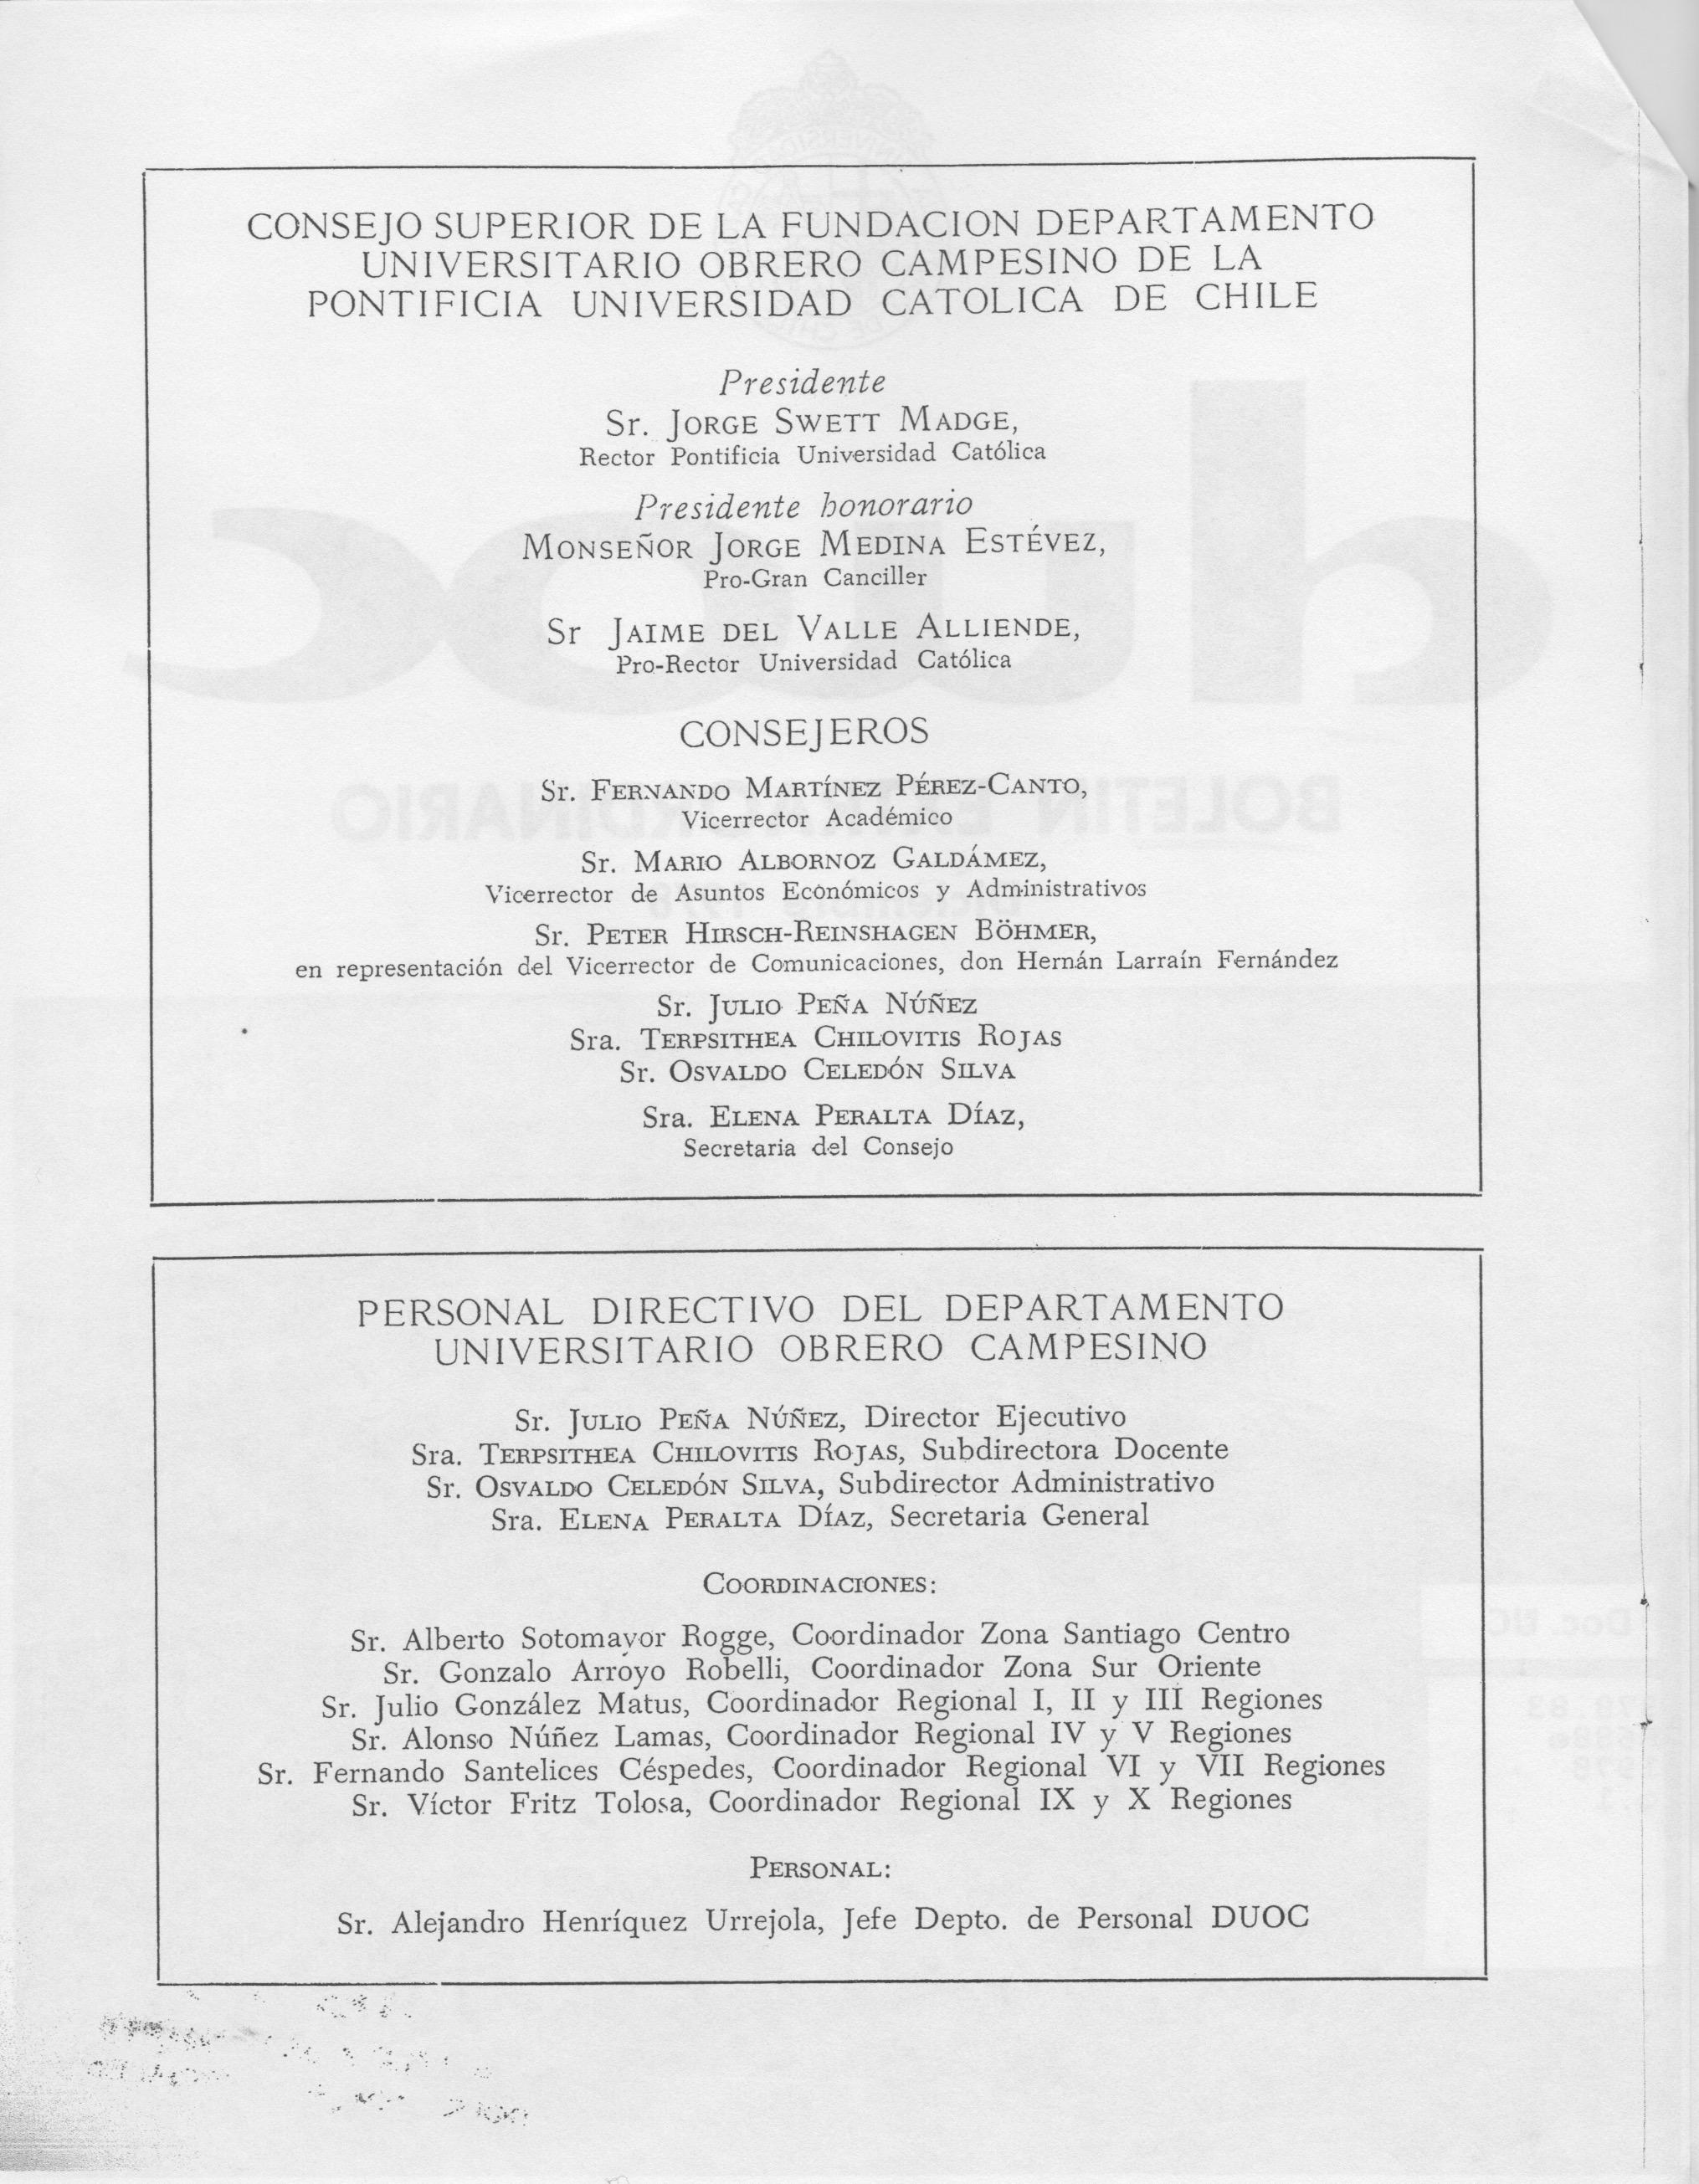 CONSEJO SUPERIOR DE LA FUNDACION DEPARTAMENTO
UNIVERSITARIO OBRERO CAMPESINO DE LA
PONTIFICIA UNIVERSIDAD CATOLICA DE CHILE
Presidente
Sr. JORGE SWETT MADGE,
Rector Pontificia Universidad Católica
Presidente honorario
MONSEÑOR JORGE MEDINA ESTÉVEZ,
Pro-Gran Canciller
Sr JAIME DEL VALLE ALLIENDE,
Pro-Rector Universidad Católica
CONSEJEROS
Sr. FERNANDO MARTÍNEZ PÉREZ-CANTO,
Vicerrector Académico
Sr. MARIO ALBORNOZ GALDÁMEZ,
Vicerrector de Asuntos Económicos y Administrativos
Sr. PETER HIRSCH-REINSHAGEN BÖHMER,
en representación del Vicerrector de Comunicaciones, don Hernán Larraín Fernández
Sr. JULIO PEÑA NÚÑEZ
Sra. TERPSITHEA CHILOVITIS ROJAS
Sr. OSVALDO CELEDÓN SILVA
Sra. ELENA PERALTA DÍAZ,
Secretaria del Consejo
PERSONAL DIRECTIVO DEL DEPARTAMENTO
UNIVERSITARIO OBRERO CAMPESINO
Sr. JULIO PEÑA NÚÑEZ, Director Ejecutivo
Sra. TERPSITHEA CHILOVITIS ROJAS, Subdirectora Docente
Sr. OSVALDO CELEDÓN SILVA, Subdirector Administrativo
Sra. ELENA PERALTA DÍAZ, Secretaria General
COORDINACIONES:
Sr. Alberto Sotomayor Rogge, Coordinador Zona Santiago Centro
Sr. Gonzalo Arroyo Robelli, Coordinador Zona Sur Oriente
Sr. Julio González Matus, Coordinador Regional I, II y III Regiones
Sr. Alonso Núñez Lamas, Coordinador Regional IV y V Regiones
Sr. Fernando Santelices Céspedes, Coordinador Regional VI y VII Regiones
Sr. Víctor Fritz Tolosa, Coordinador Regional IX y X Regiones
PERSONAL:
Sr. Alejandro Henríquez Urrejola, Jefe Depto. de Personal DUOC